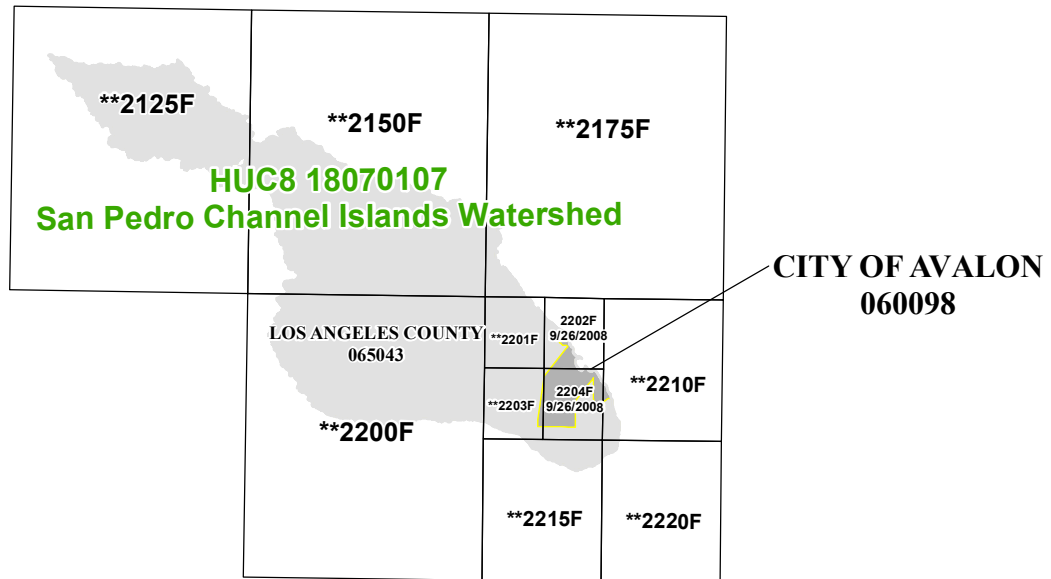 **2125F
**2150F
**2175F
HUC8 18070107
San Pedro Channel Islands Watershed
CITY OF AVALON
060098
LOS ANGELES COUNTY
065043
**2201F
2202F
9/26/2008
**2210F
**2203F
2204F
9/26/2008
**2200F
**2215F
**2220F